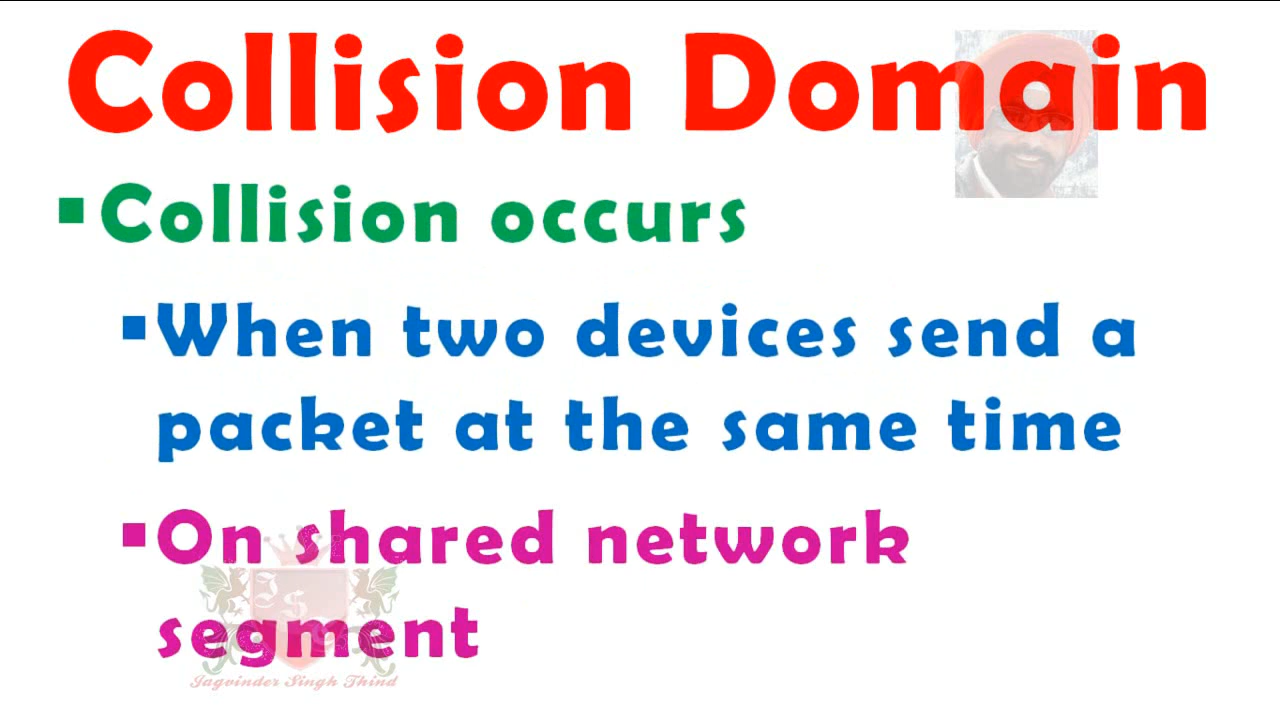 Collision Domain
▪Collision occurs
▪When two devices send a
packet at the same time
▪On shared network
segment
JSG
Jagvinder Singh Thind